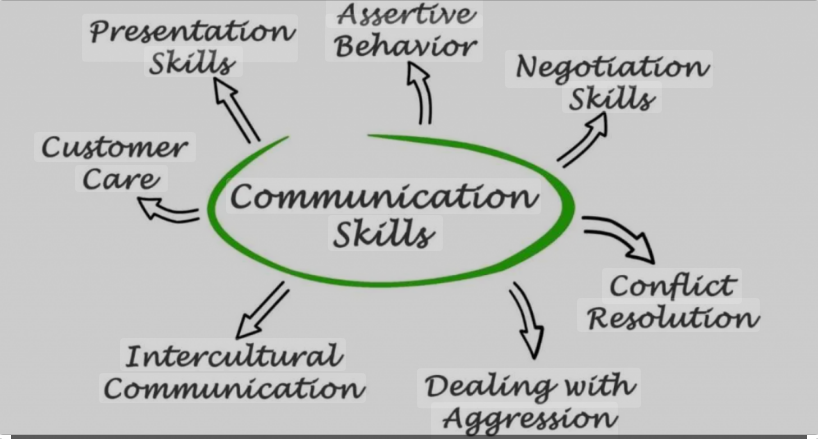 Assertive
Behavior
Presentation
Skills
Negotiation
Skills
Customer
Care
Communication
Skills
Conflict
Resolution
Intercultural
Communication
Dealing with
Aggression